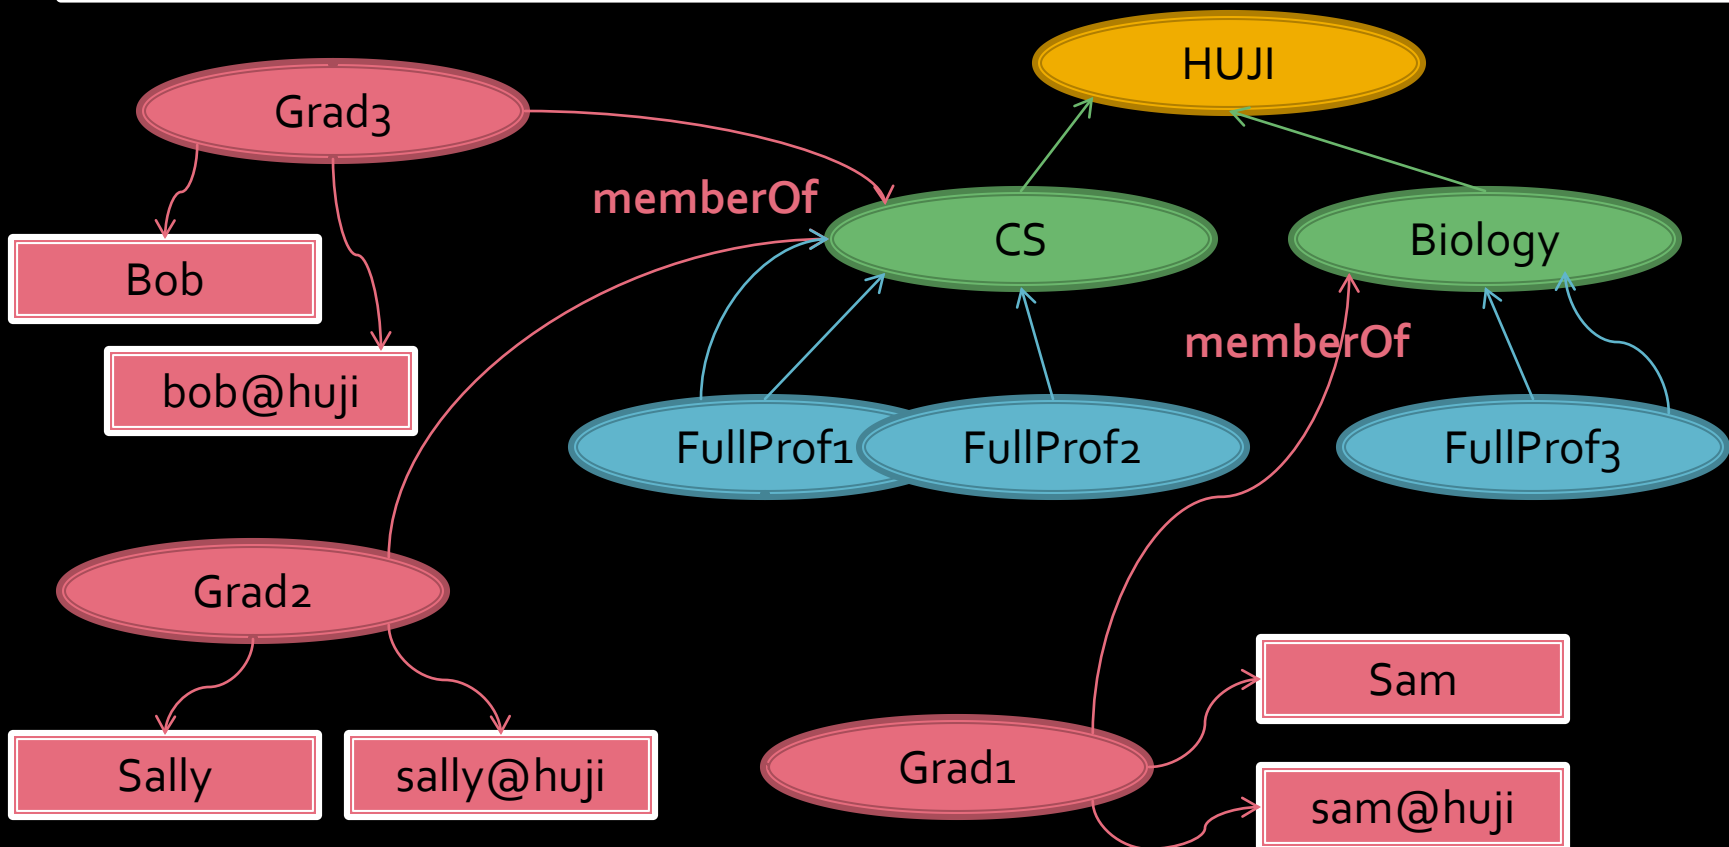 HUJI
Grad3
memberOf
CS
Biology
Bob
memberOf
bob@huji
FullProf1
FullProf2
FullProf3
Grad2
Sam
Sally
sally@huji
Grad1
sam@huji